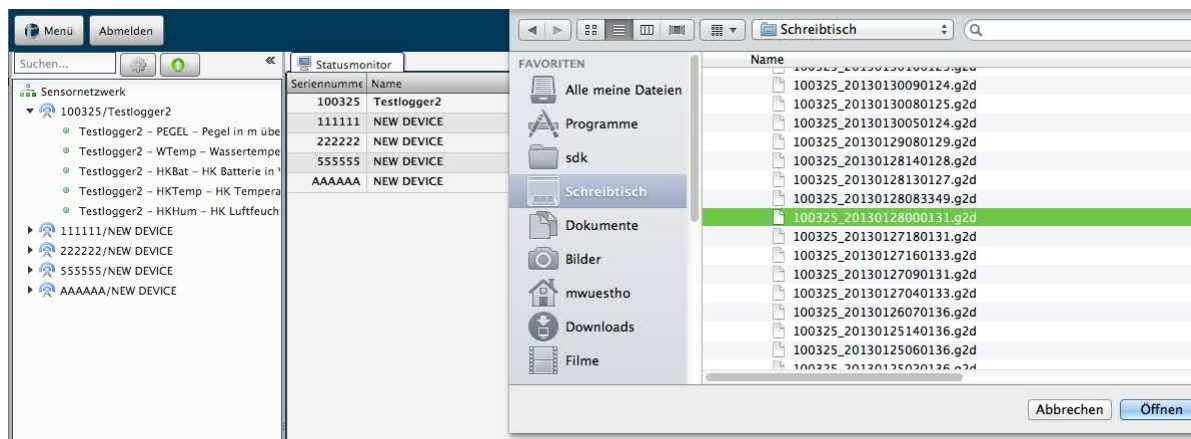 Menü
Abmelden
Suchen...
Sensornetzwerk
100325/Testlogger2
Testlogger2 – PEGEL – Pegel in m übe
Testlogger2 – WTemp – Wassertempe
Testlogger2 – HKBat – HK Batterie in
Testlogger2 – HKTemp – HK Tempera
Testlogger2 – HKHum – HK Luftfeuch
111111/NEW DEVICE
222222/NEW DEVICE
555555/NEW DEVICE
AAAAAA/NEW DEVICE
Statusmonitor
Seriennumme Name
100325 Testlogger2
111111 NEW DEVICE
222222 NEW DEVICE
555555 NEW DEVICE
AAAAAA NEW DEVICE
Schreibtisch
FAVORITEN
Alle meine Dateien
Programme
sdk
Schreibtisch
Dokumente
Bilder
mwuestho
Downloads
Filme
Name
100325_20130130100125.g2d
100325_20130130090124.g2d
100325_20130130080125.g2d
100325_20130130050124.g2d
100325_20130129080129.g2d
100325_20130128140128.g2d
100325_20130128130127.g2d
100325_20130128083349.g2d
100325_20130128000131.g2d
100325_20130127180131.g2d
100325_20130127160133.g2d
100325_20130127090131.g2d
100325_20130127040133.g2d
100325_20130126070136.g2d
100325_20130125140136.g2d
100325_20130125060136.g2d
100325_20130125020136.g2d
Abbrechen
Öffnen